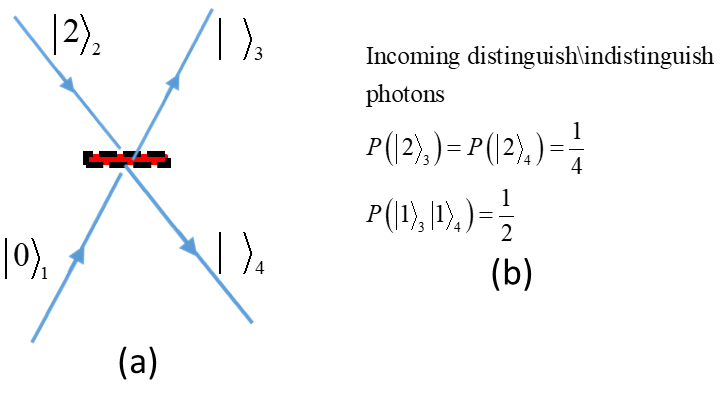 |2⟩₂
|  ⟩₃
|0⟩₁
|  ⟩₄
(a)
Incoming distinguish\indistinguish
photons
P(|2⟩₃) = P(|2⟩₄) = 1/4
P(|1⟩₃|1⟩₄) = 1/2
(b)